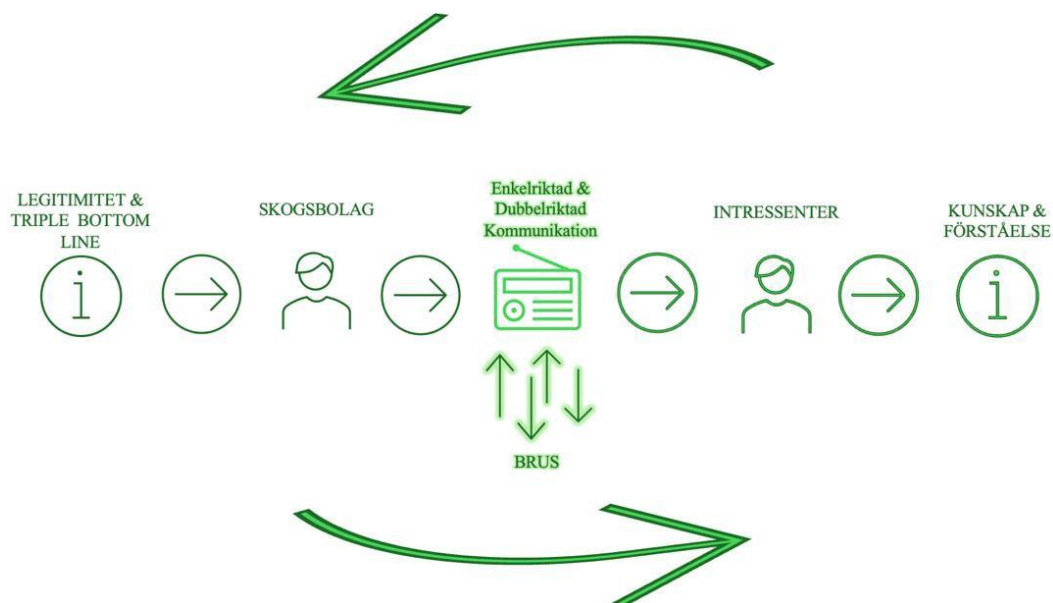 LEGITIMITET &
TRIPLE BOTTOM
LINE
SKOGSBOLAG
Enkelriktad &
Dubbelriktad
Kommunikation
INTRESSENTER
KUNSKAP &
FÖRSTÅELSE
BRUS